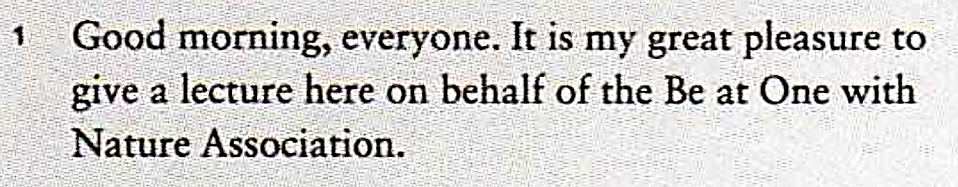 1 Good morning, everyone. It is my great pleasure to
give a lecture here on behalf of the Be at One with
Nature Association.